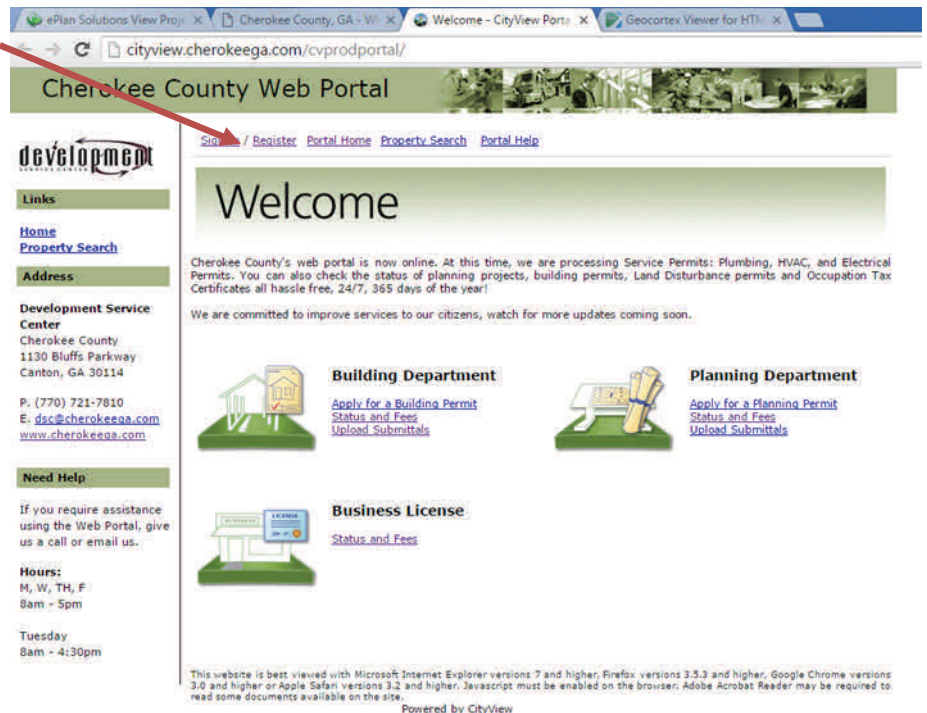 ePlan Solutions View Proje
Cherokee County, GA - W
Welcome - CityView Porta
Geocortex Viewer for HTM
cityview.cherokeega.com/cvprodportal/
Cherokee County Web Portal
development
/ Register Portal Home Property Search Portal Help
Links
Welcome
Home
Property Search
Address
Cherokee County's web portal is now online. At this time, we are processing Service Permits: Plumbing, HVAC, and Electrical
Permits. You can also check the status of planning projects, building permits, Land Disturbance permits and Occupation Tax
Certificates all hassle free, 24/7, 365 days of the year!
We are committed to improve services to our citizens, watch for more updates coming soon.
Development Service
Center
Cherokee County
1130 Bluffs Parkway
Canton, GA 30114
P. (770) 721-7810
E. dsc@cherokeega.com
www.cherokeega.com
Building Department
Apply for a Building Permit
Status and Fees
Upload Submittals
Planning Department
Apply for a Planning Permit
Status and Fees
Upload Submittals
Need Help
If you require assistance
using the Web Portal, give
us a call or email us.
Hours:
M, W, TH, F
8am - 5pm
Tuesday
8am - 4:30pm
LICENSE
Business License
Status and Fees
This website is best viewed with Microsoft Internet Explorer versions 7 and higher, Firefox versions 3.5.3 and higher, Google Chrome versions
3.0 and higher or Apple Safari versions 3.2 and higher. Javascript must be enabled on the browser. Adobe Acrobat Reader may be required to
read some documents available on the site.
Powered by CityView